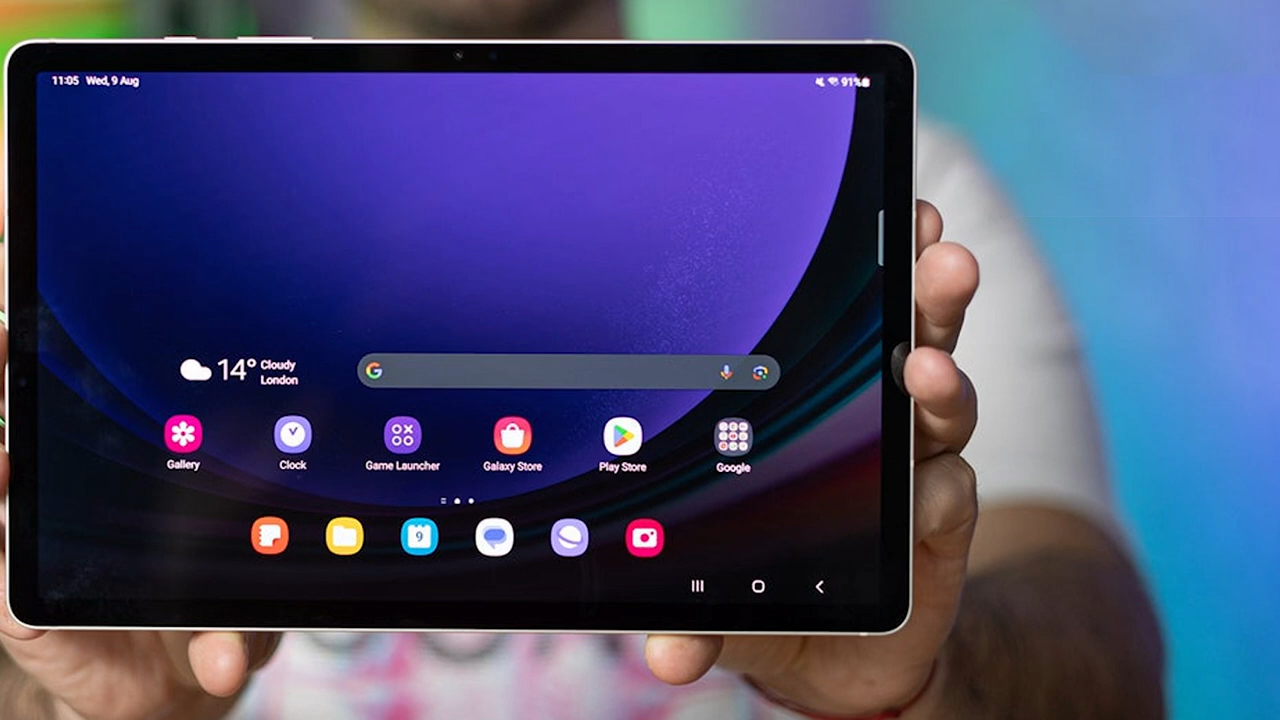 11:05 Wed, 9 Aug
91%
14° Cloudy
London
G
Gallery
Clock
Game Launcher
Galaxy Store
Play Store
Google
9